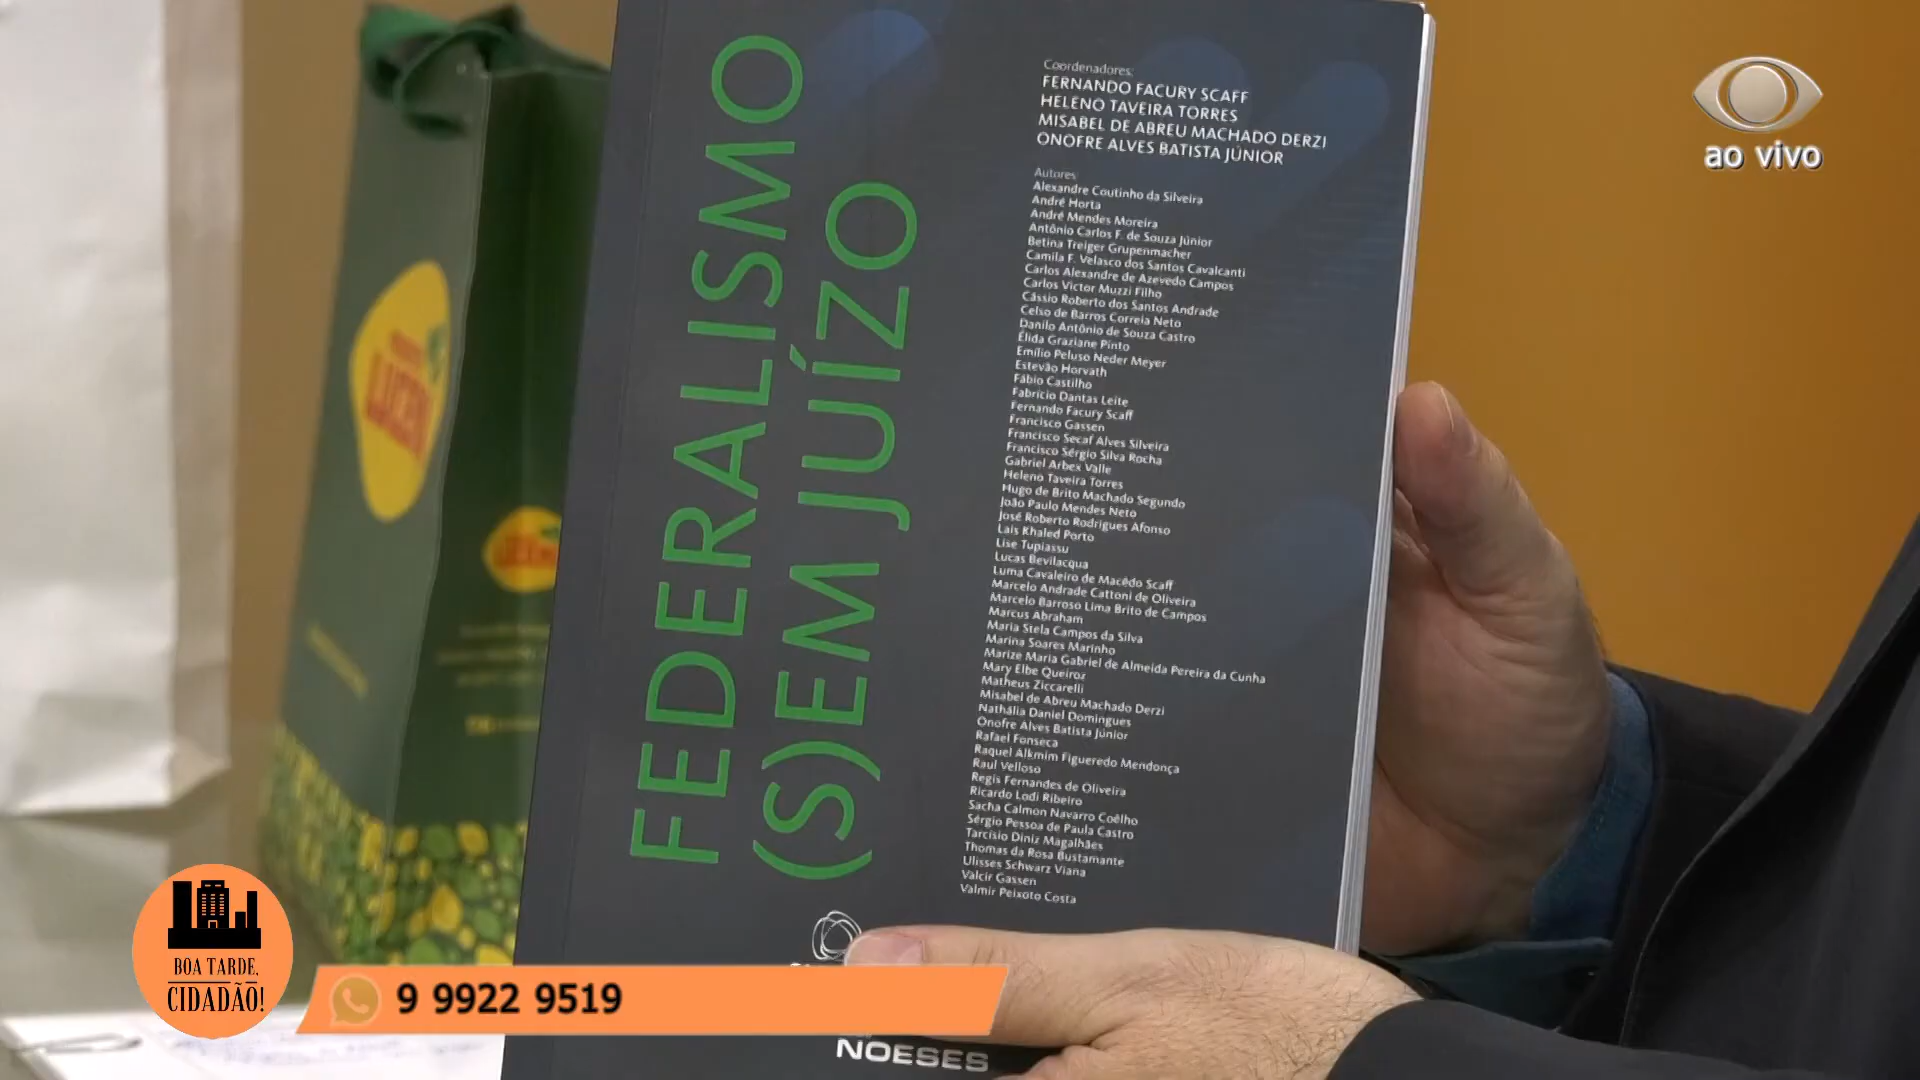 FEDERALISMO
(S)EM JUÍZO
Coordenadores:
FERNANDO FACURY SCAFF
HELENO TAVEIRA TORRES
MISABEL DE ABREU MACHADO DERZI
ONOFRE ALVES BATISTA JÚNIOR
Autores
Alexandre Coutinho da Silveira
André Horta
André Mendes Moreira
Antônio Carlos F. de Souza Júnior
Betina Treiger Grupenmacher
Camila F. Velasco dos Santos Cavalcanti
Carlos Alexandre de Azevedo Campos
Carlos Victor Muzzi Filho
Cássio Roberto dos Santos Andrade
Celso de Barros Correia Neto
Danilo Antônio de Souza Castro
Élida Graziane Pinto
Emílio Peluso Neder Meyer
Estevão Horvath
Fábio Castilho
Fabrício Dantas Leite
Fernando Facury Scaff
Francisco Gassen
Francisco Secaf Alves Silveira
Francisco Sérgio Silva Rocha
Gabriel Arbex Valle
Heleno Taveira Torres
Hugo de Brito Machado Segundo
João Paulo Mendes Neto
José Roberto Rodrigues Afonso
Laís Khaled Porto
Lise Tupiassu
Lucas Bevilacqua
Luma Cavaleiro de Macêdo Scaff
Marcelo Andrade Cattoni de Oliveira
Marcelo Barroso Lima Brito de Campos
Marcus Abraham
Maria Stela Campos da Silva
Marina Soares Marinho
Marize Maria Gabriel de Almeida Pereira da Cunha
Mary Elbe Queiroz
Matheus Ziccarelli
Misabel de Abreu Machado Derzi
Nathália Daniel Domingues
Onofre Alves Batista Júnior
Rafael Fonseca
Raquel Alkmim Figueredo Mendonça
Raul Velloso
Regis Fernandes de Oliveira
Ricardo Lodi Ribeiro
Sacha Calmon Navarro Coêlho
Sérgio Pessoa de Paula Castro
Tarcísio Diniz Magalhães
Thomas da Rosa Bustamante
Ulisses Schwarz Viana
Valcir Gassen
Valmir Peixoto Costa
NOESES
ao vivo
BOA TARDE,
CIDADÃO!
9 9922 9519